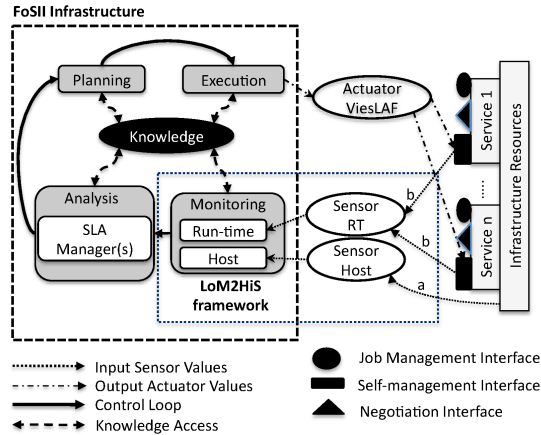 FoSII Infrastructure
Planning
Execution
Actuator
ViesLAF
Knowledge
Analysis
SLA
Manager(s)
Monitoring
Run-time
Host
LoM2HiS
framework
Sensor
RT
Sensor
Host
b
b
a
Service 1
......
Service n
Infrastructure Resources
Input Sensor Values
Output Actuator Values
Control Loop
Knowledge Access
Job Management Interface
Self-management Interface
Negotiation Interface